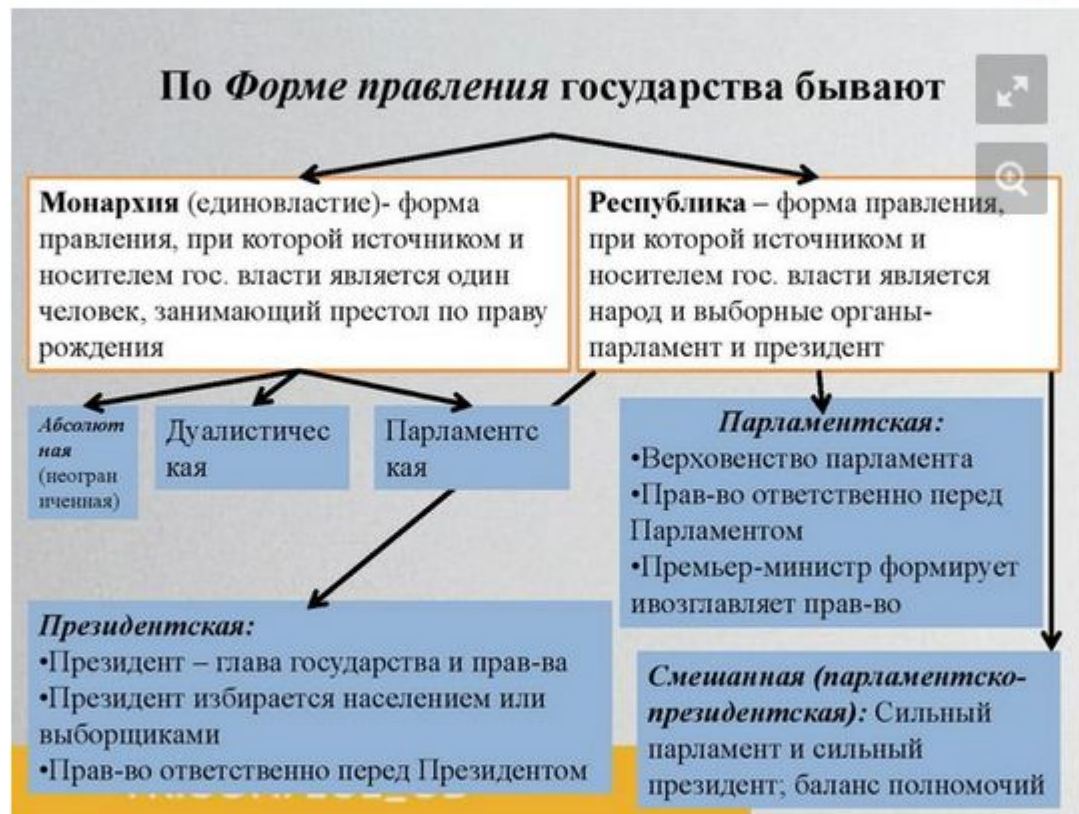 По Форме правления государства бывают
Монархия (единовластие)- форма
правления, при которой источником и
носителем гос. власти является один
человек, занимающий престол по праву
рождения
Республика – форма правления,
при которой источником и
носителем гос. власти является
народ и выборные органы-
парламент и президент
Абсолют
ная
(неогран
иченная)
Дуалистичес
кая
Парламентс
кая
Парламентская:
•Верховенство парламента
•Прав-во ответственно перед
Парламентом
•Премьер-министр формирует
ивозглавляет прав-во
Президентская:
•Президент – глава государства и прав-ва
•Президент избирается населением или
выборщиками
•Прав-во ответственно перед Президентом
Смешанная (парламентско-
президентская): Сильный
парламент и сильный
президент; баланс полномочий